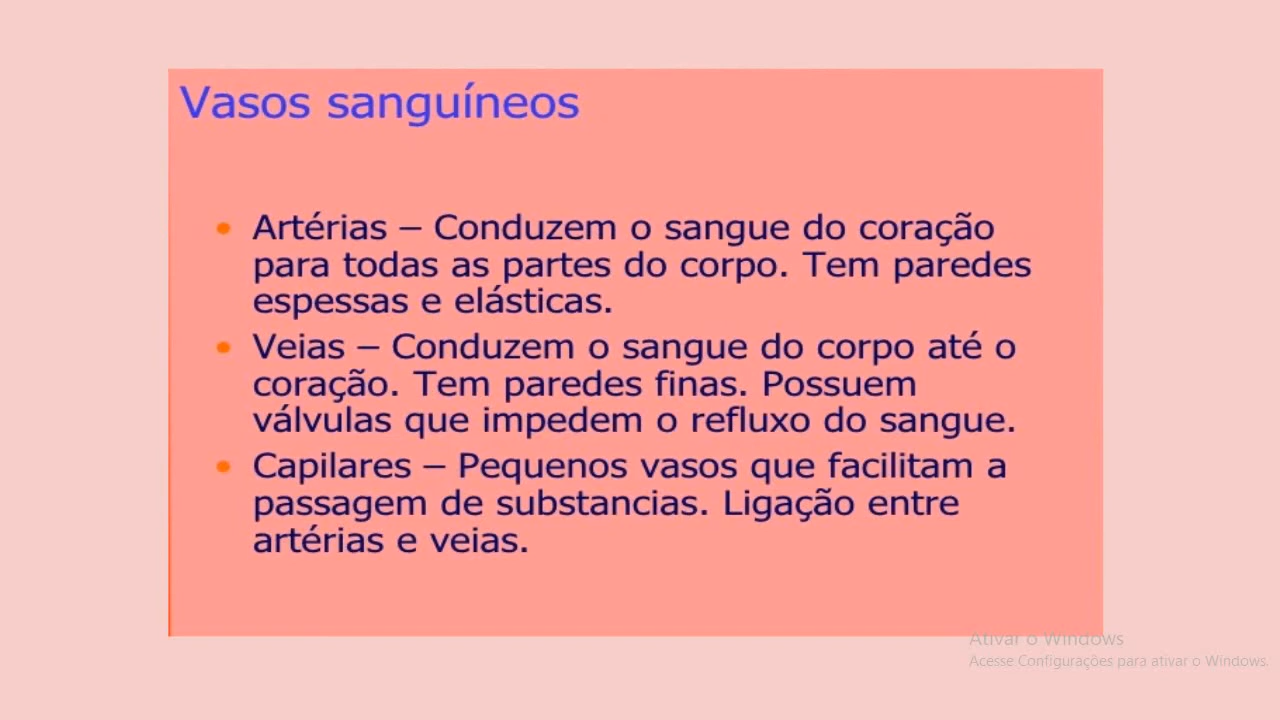 Vasos sanguíneos
• Artérias – Conduzem o sangue do coração
para todas as partes do corpo. Tem paredes
espessas e elásticas.
• Veias – Conduzem o sangue do corpo até o
coração. Tem paredes finas. Possuem
válvulas que impedem o refluxo do sangue.
• Capilares – Pequenos vasos que facilitam a
passagem de substancias. Ligação entre
artérias e veias.
Ativar o Windows
Acesse Configurações para ativar o Windows.